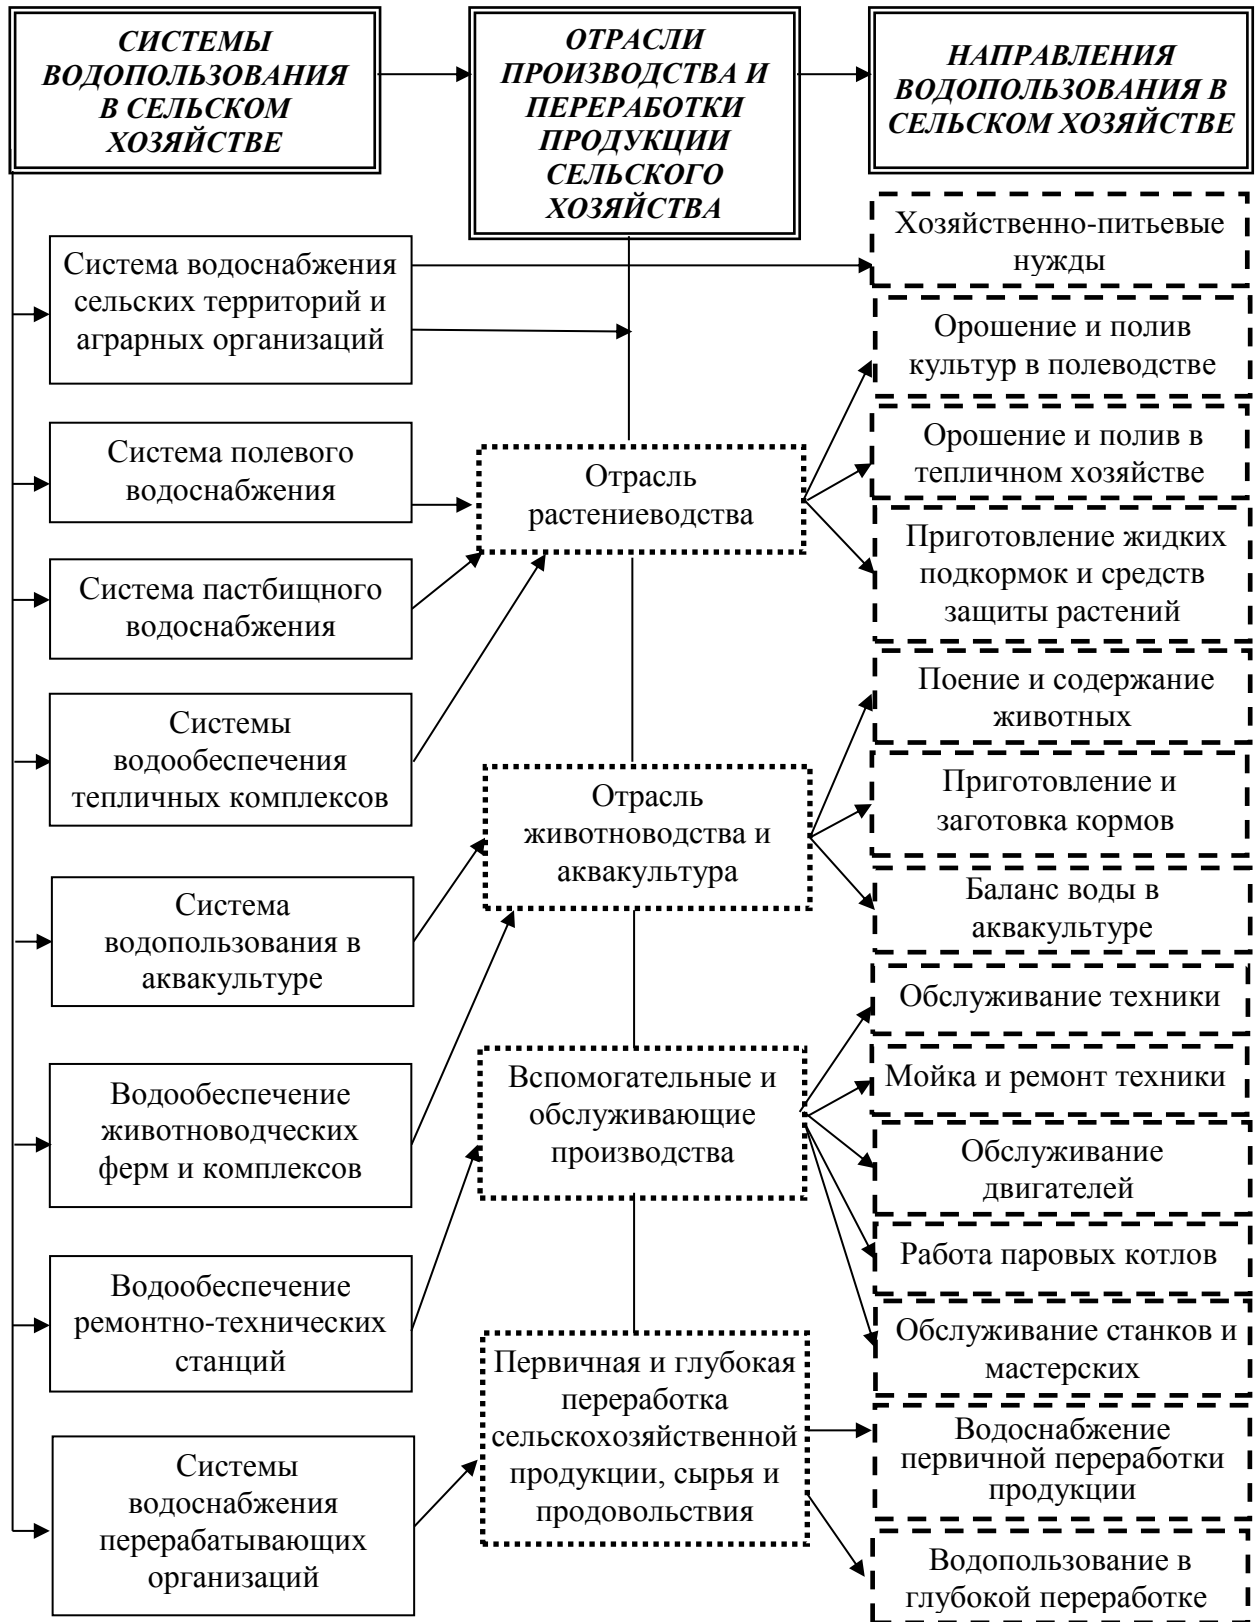 СИСТЕМЫ
ВОДОПОЛЬЗОВАНИЯ
В СЕЛЬСКОМ
ХОЗЯЙСТВЕ
ОТРАСЛИ
ПРОИЗВОДСТВА И
ПЕРЕРАБОТКИ
ПРОДУКЦИИ
СЕЛЬСКОГО
ХОЗЯЙСТВА
НАПРАВЛЕНИЯ
ВОДОПОЛЬЗОВАНИЯ В
СЕЛЬСКОМ ХОЗЯЙСТВЕ
Система водоснабжения
сельских территорий и
аграрных организаций
Система полевого
водоснабжения
Система пастбищного
водоснабжения
Системы
водообеспечения
тепличных комплексов
Система
водопользования в
аквакультуре
Водообеспечение
животноводческих
ферм и комплексов
Водообеспечение
ремонтно-технических
станций
Системы
водоснабжения
перерабатывающих
организаций
Отрасль
растениеводства
Отрасль
животноводства и
аквакультура
Вспомогательные и
обслуживающие
производства
Первичная и глубокая
переработка
сельскохозяйственной
продукции, сырья и
продовольствия
Хозяйственно-питьевые
нужды
Орошение и полив
культур в полеводстве
Орошение и полив в
тепличном хозяйстве
Приготовление жидких
подкормок и средств
защиты растений
Поение и содержание
животных
Приготовление и
заготовка кормов
Баланс воды в
аквакультуре
Обслуживание техники
Мойка и ремонт техники
Обслуживание
двигателей
Работа паровых котлов
Обслуживание станков и
мастерских
Водоснабжение
первичной переработки
продукции
Водопользование в
глубокой переработке